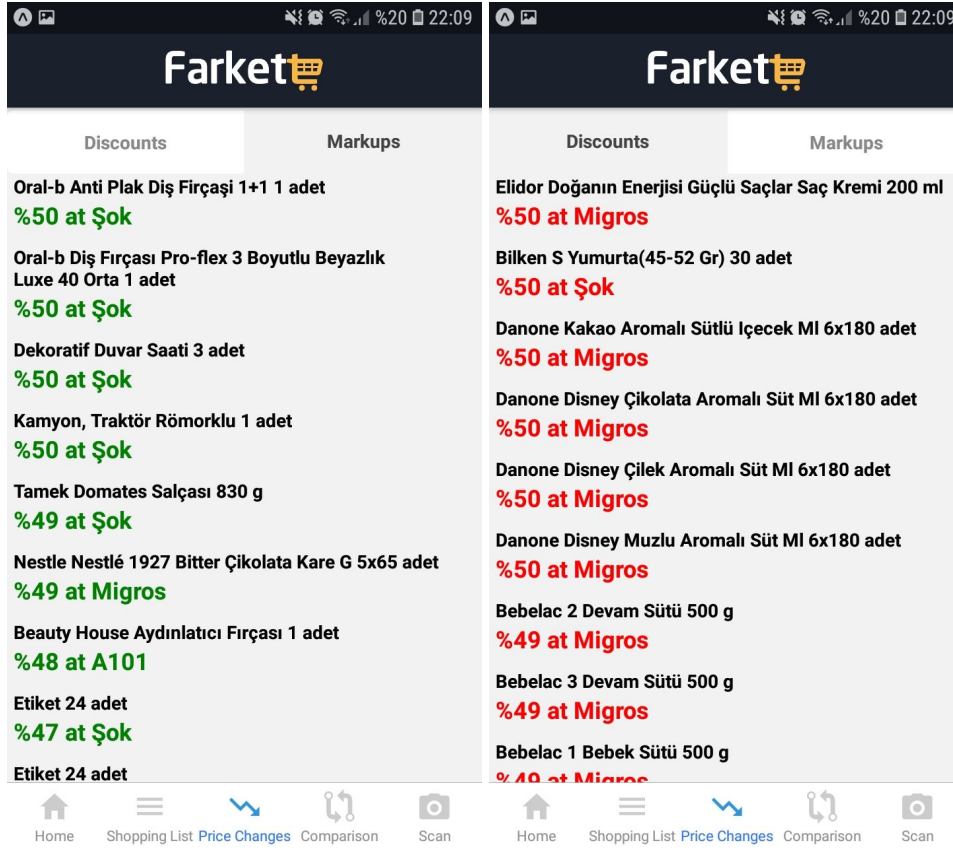 %20 22:09
Farket
Discounts Markups
Oral-b Anti Plak Diş Firçaşi 1+1 1 adet
%50 at Şok
Oral-b Diş Fırçası Pro-flex 3 Boyutlu Beyazlık
Luxe 40 Orta 1 adet
%50 at Şok
Dekoratif Duvar Saati 3 adet
%50 at Şok
Kamyon, Traktör Römorklu 1 adet
%50 at Şok
Tamek Domates Salçası 830 g
%49 at Şok
Nestle Nestlé 1927 Bitter Çikolata Kare G 5x65 adet
%49 at Migros
Beauty House Aydınlatıcı Fırçası 1 adet
%48 at A101
Etiket 24 adet
%47 at Şok
Etiket 24 adet
Home Shopping List Price Changes Comparison Scan
%20 22:09
Farket
Discounts Markups
Elidor Doğanın Enerjisi Güçlü Saçlar Saç Kremi 200 ml
%50 at Migros
Bilken S Yumurta(45-52 Gr) 30 adet
%50 at Şok
Danone Kakao Aromalı Sütlü Içecek Ml 6x180 adet
%50 at Migros
Danone Disney Çikolata Aromalı Süt Ml 6x180 adet
%50 at Migros
Danone Disney Çilek Aromalı Süt Ml 6x180 adet
%50 at Migros
Danone Disney Muzlu Aromalı Süt Ml 6x180 adet
%50 at Migros
Bebelac 2 Devam Sütü 500 g
%49 at Migros
Bebelac 3 Devam Sütü 500 g
%49 at Migros
Bebelac 1 Bebek Sütü 500 g
%49 at Migros
Home Shopping List Price Changes Comparison Scan